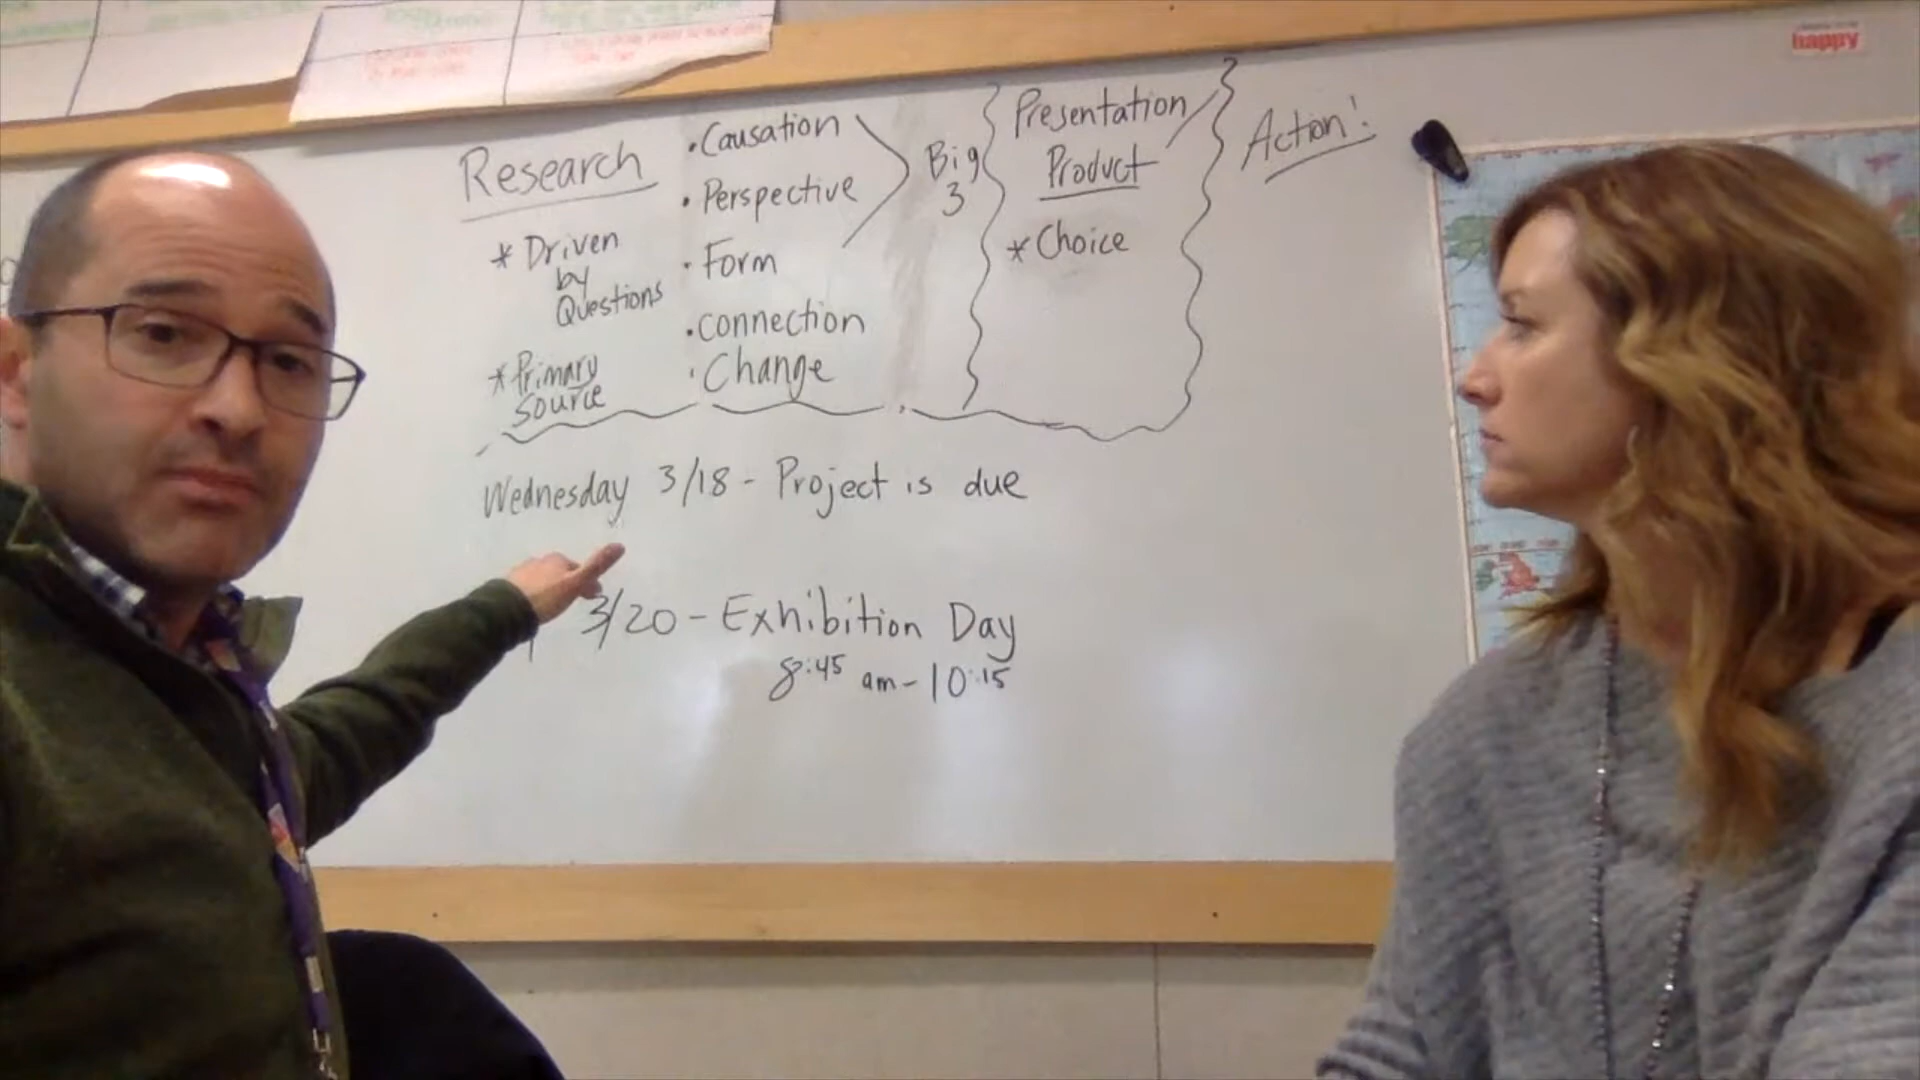 happy
Research
* Driven
by
Questions
* Primary
source
• Causation
• Perspective
• Form
• Connection
• Change
Big
3
Presentation/
Product
* Choice
Action!
Wednesday 3/18 - Project is due
3/20 - Exhibition Day
8:45 am - 10:15